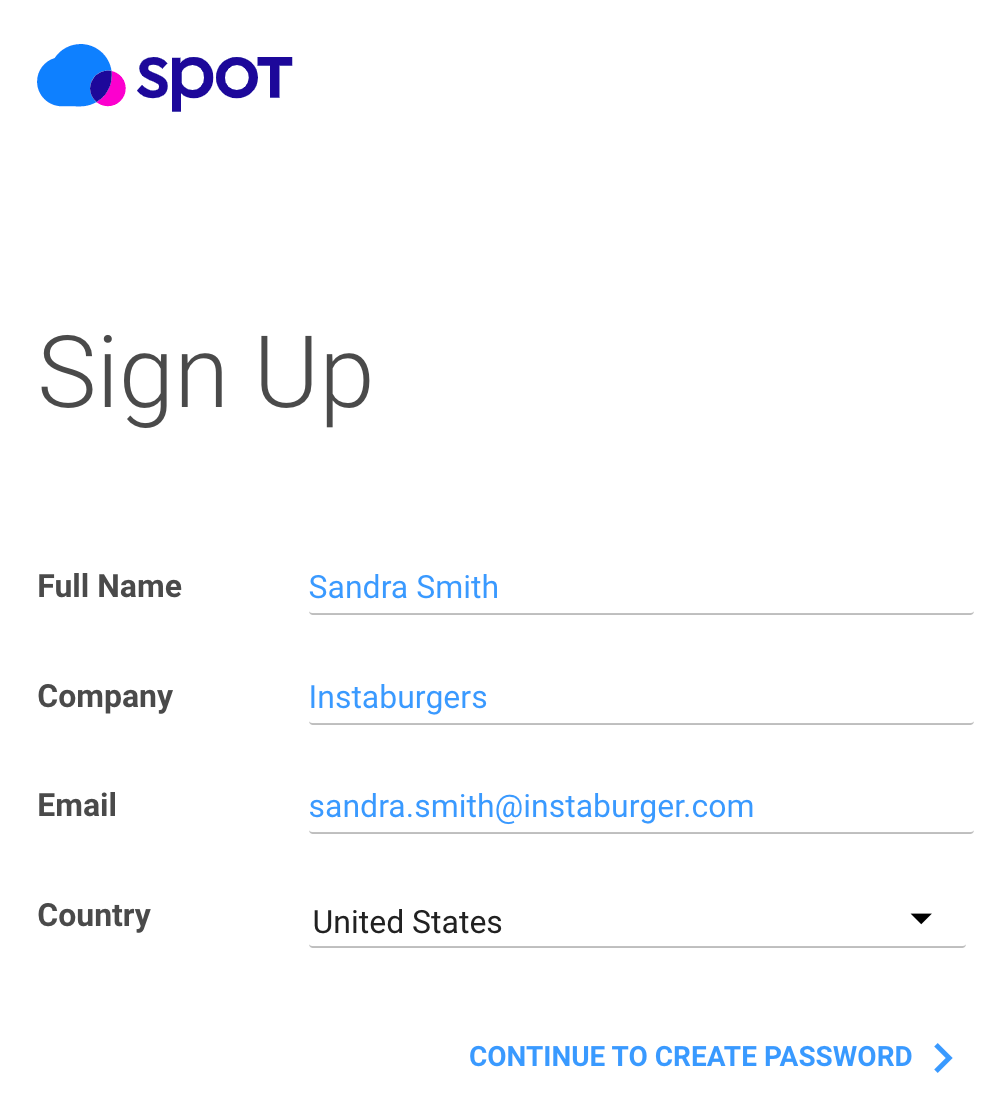 spot
Sign Up
Full Name Sandra Smith
Company Instaburgers
Email sandra.smith@instaburger.com
Country United States
CONTINUE TO CREATE PASSWORD